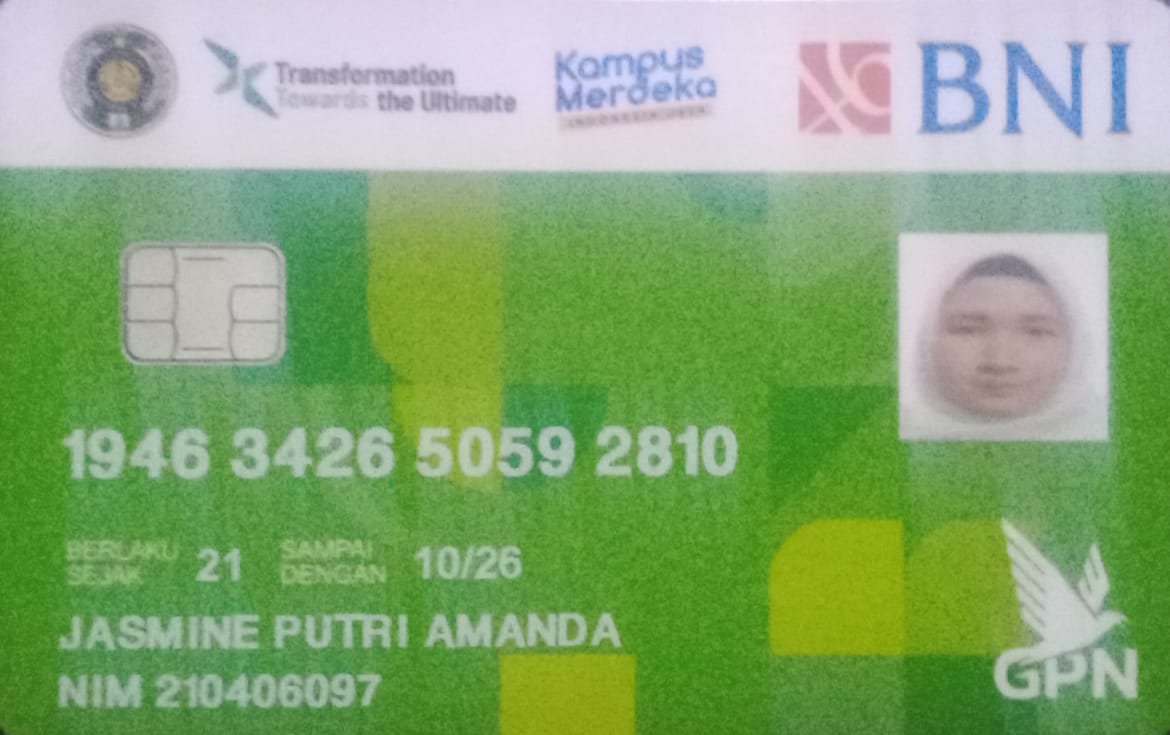 Transformation
Towards the Ultimate
Kampus
Merdeka
INDONESIA JAYA
BNI
1946 3426 5059 2810
BERLAKU SEJAK 21 SAMPAI DENGAN 10/26
JASMINE PUTRI AMANDA
NIM 210406097
GPN